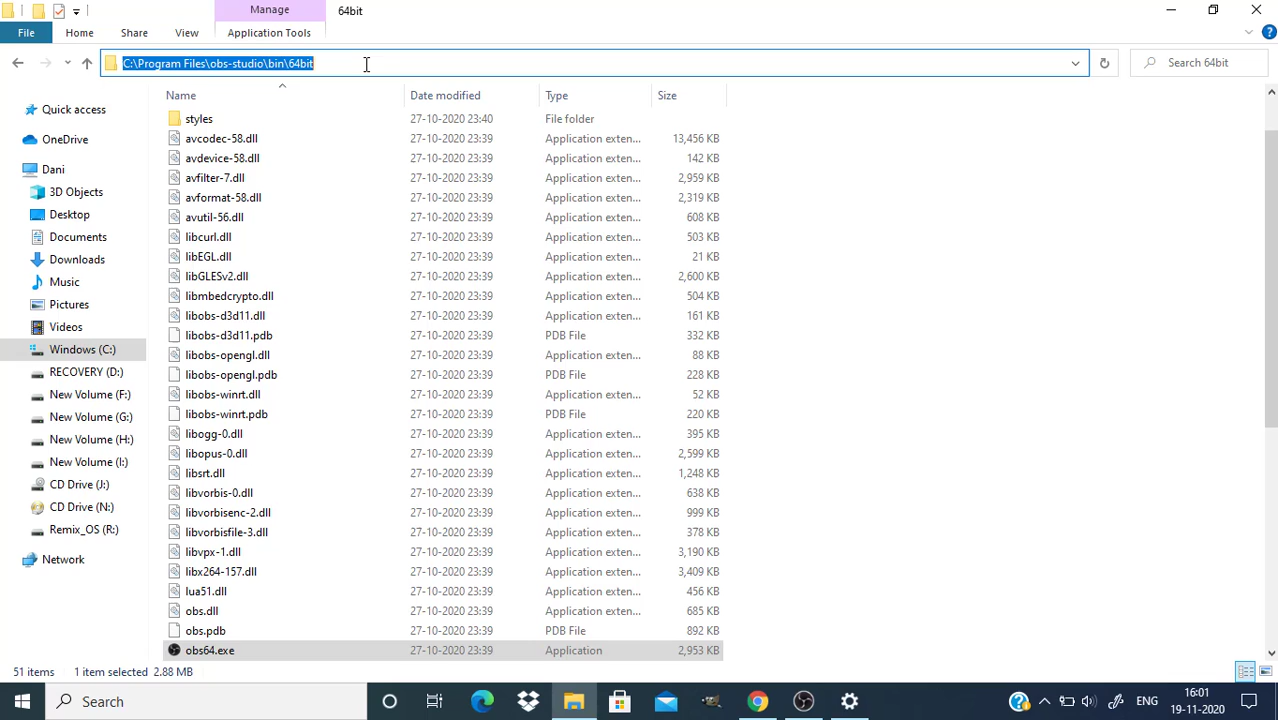 Manage
64bit
File
Home
Share
View
Application Tools
C:\Program Files\obs-studio\bin\64bit
Search 64bit
Name
Date modified
Type
Size
Quick access
OneDrive
Dani
3D Objects
Desktop
Documents
Downloads
Music
Pictures
Videos
Windows (C:)
RECOVERY (D:)
New Volume (F:)
New Volume (G:)
New Volume (H:)
New Volume (I:)
CD Drive (J:)
CD Drive (N:)
Remix_OS (R:)
Network
styles 27-10-2020 23:40 File folder
avcodec-58.dll 27-10-2020 23:39 Application exten... 13,456 KB
avdevice-58.dll 27-10-2020 23:39 Application exten... 142 KB
avfilter-7.dll 27-10-2020 23:39 Application exten... 2,959 KB
avformat-58.dll 27-10-2020 23:39 Application exten... 2,319 KB
avutil-56.dll 27-10-2020 23:39 Application exten... 608 KB
libcurl.dll 27-10-2020 23:39 Application exten... 503 KB
libEGL.dll 27-10-2020 23:39 Application exten... 21 KB
libGLESv2.dll 27-10-2020 23:39 Application exten... 2,600 KB
libmbedcrypto.dll 27-10-2020 23:39 Application exten... 504 KB
libobs-d3d11.dll 27-10-2020 23:39 Application exten... 161 KB
libobs-d3d11.pdb 27-10-2020 23:39 PDB File 332 KB
libobs-opengl.dll 27-10-2020 23:39 Application exten... 88 KB
libobs-opengl.pdb 27-10-2020 23:39 PDB File 228 KB
libobs-winrt.dll 27-10-2020 23:39 Application exten... 52 KB
libobs-winrt.pdb 27-10-2020 23:39 PDB File 220 KB
libogg-0.dll 27-10-2020 23:39 Application exten... 395 KB
libopus-0.dll 27-10-2020 23:39 Application exten... 2,599 KB
libsrt.dll 27-10-2020 23:39 Application exten... 1,248 KB
libvorbis-0.dll 27-10-2020 23:39 Application exten... 638 KB
libvorbisenc-2.dll 27-10-2020 23:39 Application exten... 999 KB
libvorbisfile-3.dll 27-10-2020 23:39 Application exten... 378 KB
libvpx-1.dll 27-10-2020 23:39 Application exten... 3,190 KB
libx264-157.dll 27-10-2020 23:39 Application exten... 3,409 KB
lua51.dll 27-10-2020 23:39 Application exten... 456 KB
obs.dll 27-10-2020 23:39 Application exten... 685 KB
obs.pdb 27-10-2020 23:39 PDB File 892 KB
obs64.exe 27-10-2020 23:39 Application 2,953 KB
51 items 1 item selected 2.88 MB
Search
ENG
16:01
19-11-2020